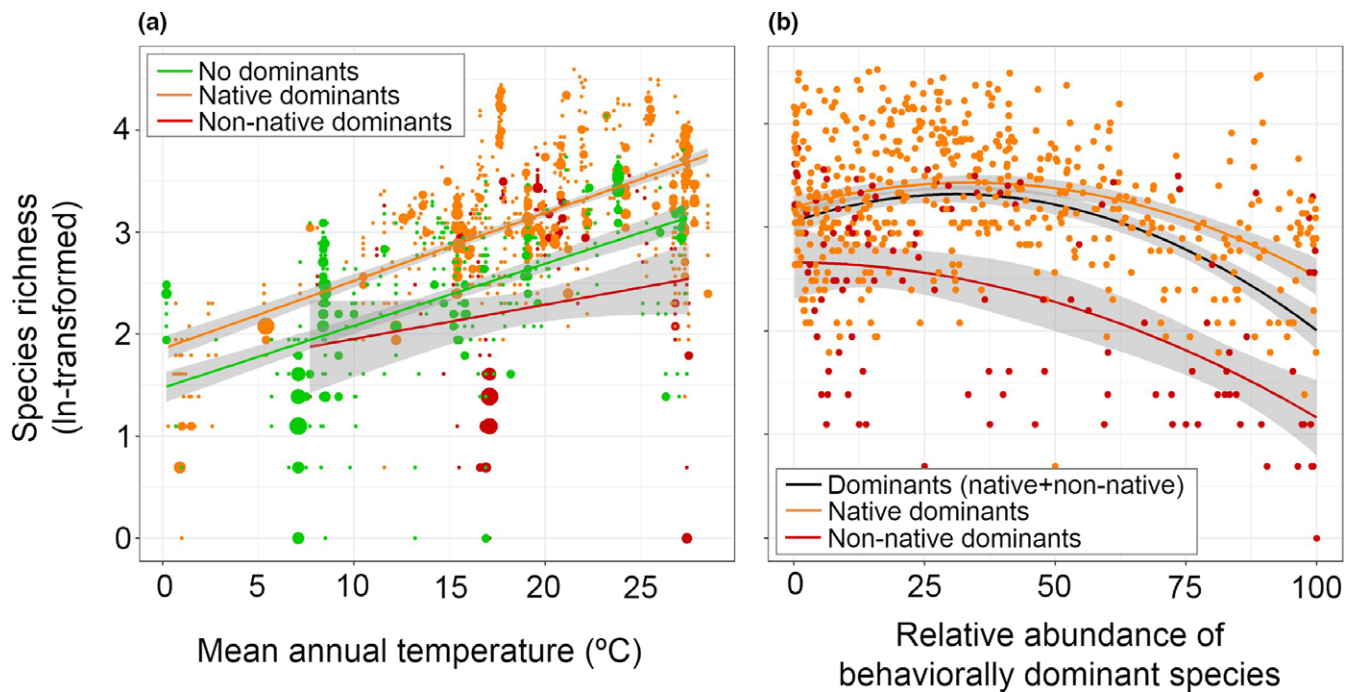 (a)
No dominants
Native dominants
Non-native dominants
4
3
2
1
0
0
5
10
15
20
25
Species richness
(ln-transformed)
Mean annual temperature (ºC)
(b)
Dominants (native+non-native)
Native dominants
Non-native dominants
0
25
50
75
100
Relative abundance of
behaviorally dominant species